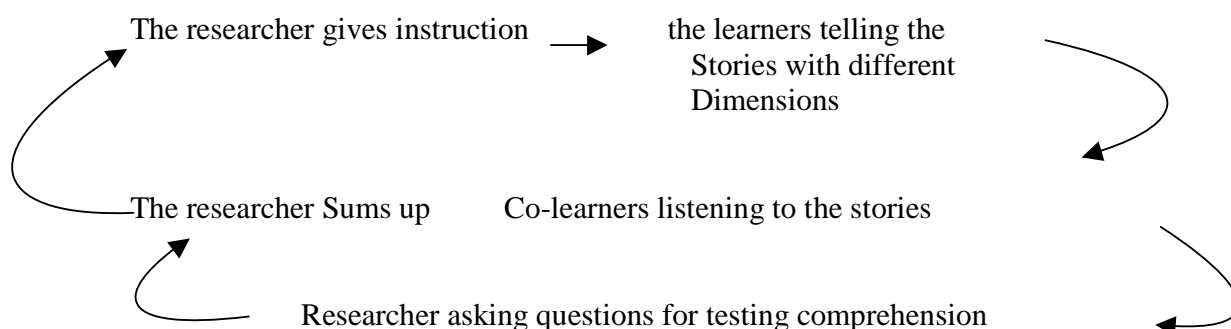 The researcher gives instruction the learners telling the
Stories with different
Dimensions
The researcher Sums up Co-learners listening to the stories
Researcher asking questions for testing comprehension